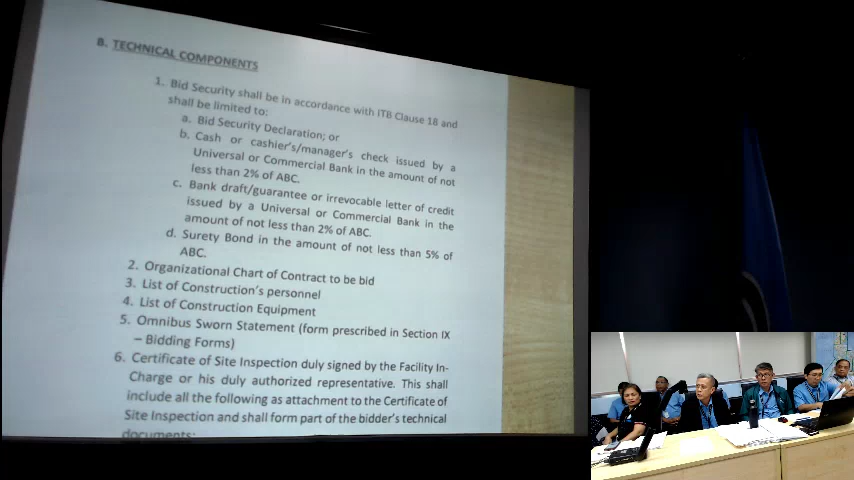 B. TECHNICAL COMPONENTS
1. Bid Security shall be in accordance with ITB Clause 18 and
shall be limited to:
a. Bid Security Declaration; or
b. Cash or cashier's/manager's check issued by a
Universal or Commercial Bank in the amount of not
less than 2% of ABC.
c. Bank draft/guarantee or irrevocable letter of credit
issued by a Universal or Commercial Bank in the
amount of not less than 2% of ABC.
d. Surety Bond in the amount of not less than 5% of
ABC.
2. Organizational Chart of Contract to be bid
3. List of Construction's personnel
4. List of Construction Equipment
5. Omnibus Sworn Statement (form prescribed in Section IX
– Bidding Forms)
6. Certificate of Site Inspection duly signed by the Facility In-
Charge or his duly authorized representative. This shall
include all the following as attachment to the Certificate of
Site Inspection and shall form part of the bidder's technical
documents: